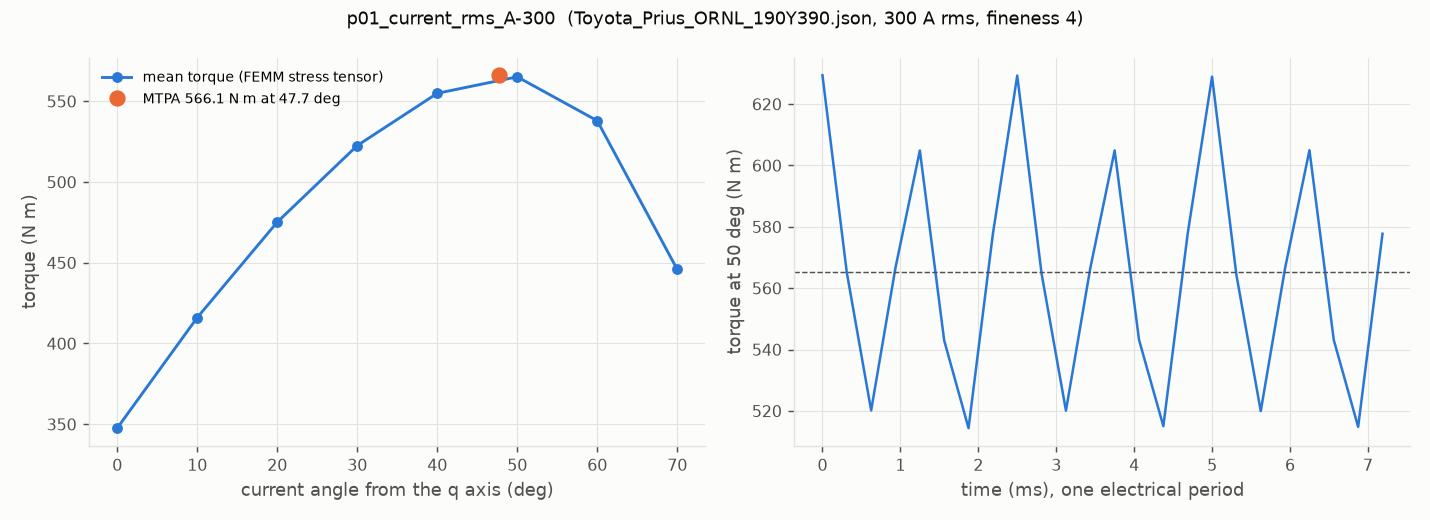 p01_current_rms_A-300  (Toyota_Prius_ORNL_190Y390.json, 300 A rms, fineness 4)
mean torque (FEMM stress tensor)
MTPA 566.1 N m at 47.7 deg
torque (N m)
550
500
450
400
350
0 10 20 30 40 50 60 70
current angle from the q axis (deg)
torque at 50 deg (N m)
620
600
580
560
540
520
0 1 2 3 4 5 6 7
time (ms), one electrical period